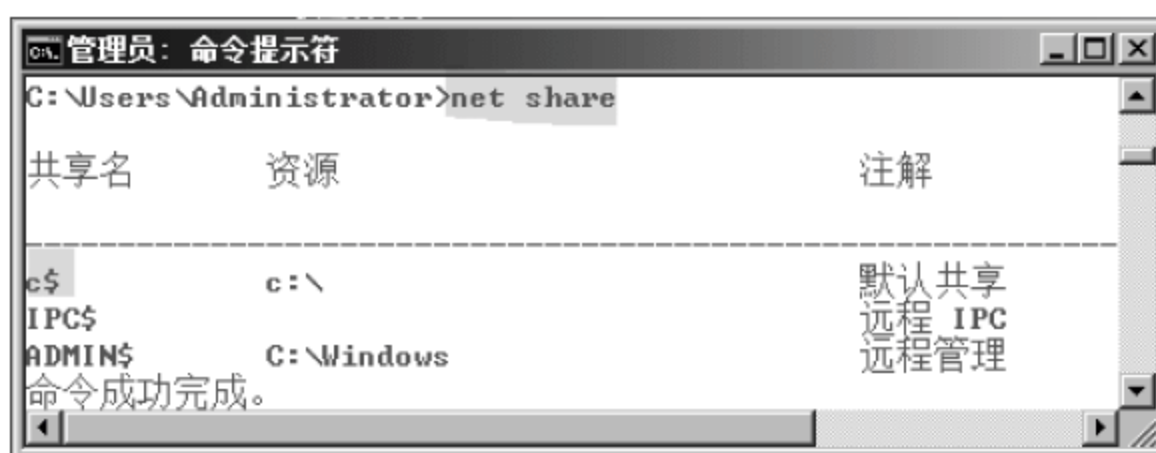 管理员: 命令提示符
C:\Users\Administrator>net share
共享名 资源 注解
-------------------------------------------------------------------------------
c$ c:\ 默认共享
IPC$ 远程 IPC
ADMIN$ C:\Windows 远程管理
命令成功完成。